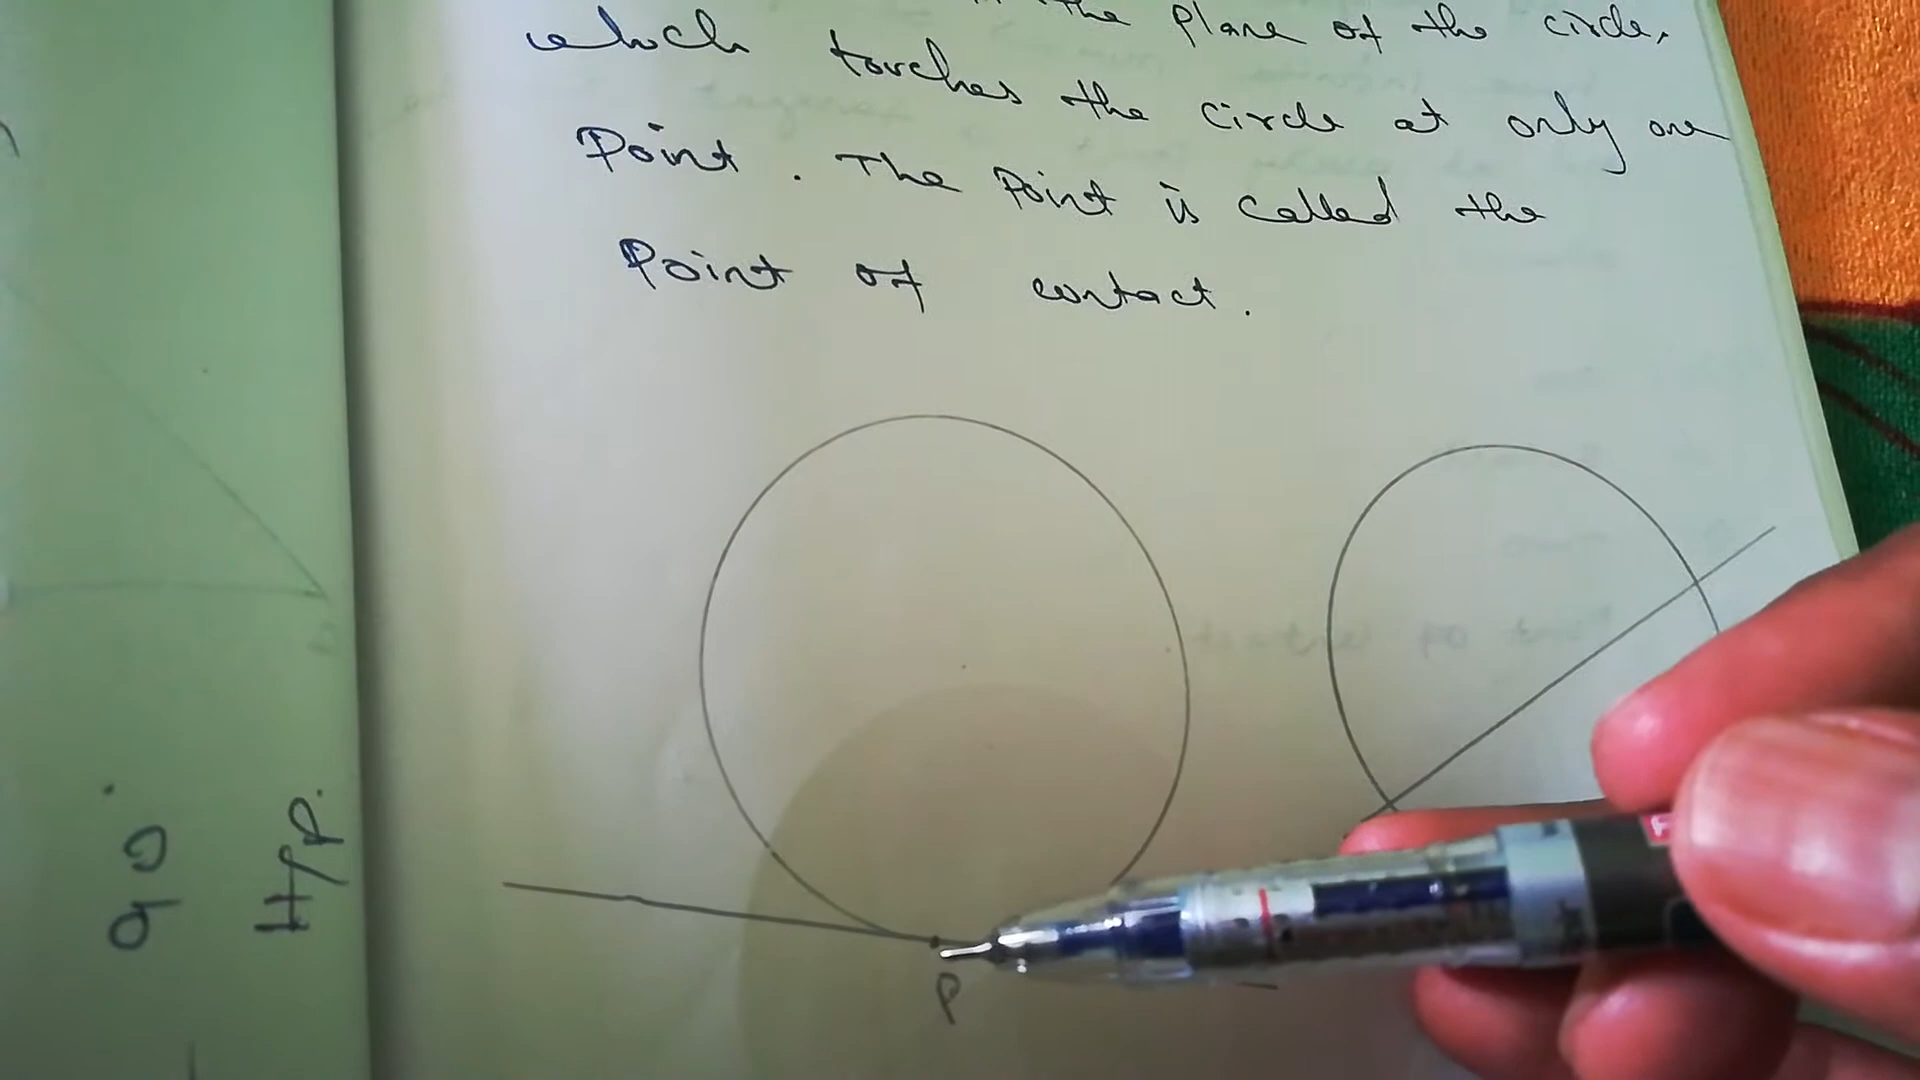 the plane of the circle,
which touches the circle at only one
Point. The Point is called the
Point of contact.
P
90
H/P.